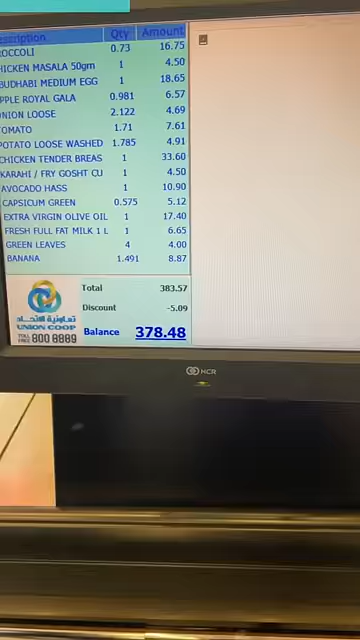 escription Qty Amount
ROCCOLI 0.73 16.75
HICKEN MASALA 50gm 1 4.50
BUDHABI MEDIUM EGG 1 18.65
PPLE ROYAL GALA 0.981 6.57
NION LOOSE 2.122 4.69
TOMATO 1.71 7.61
POTATO LOOSE WASHED 1.785 4.91
CHICKEN TENDER BREAS 1 33.60
KARAHI / FRY GOSHT CU 1 4.50
AVOCADO HASS 1 10.90
CAPSICUM GREEN 0.575 5.12
EXTRA VIRGIN OLIVE OIL 1 17.40
FRESH FULL FAT MILK 1 L 1 6.65
GREEN LEAVES 4 4.00
BANANA 1.491 8.87
Total 383.57
Discount -5.09
Balance 378.48
تعاونية الاتحاد
UNION COOP
TOLL FREE 800 8889
NCR